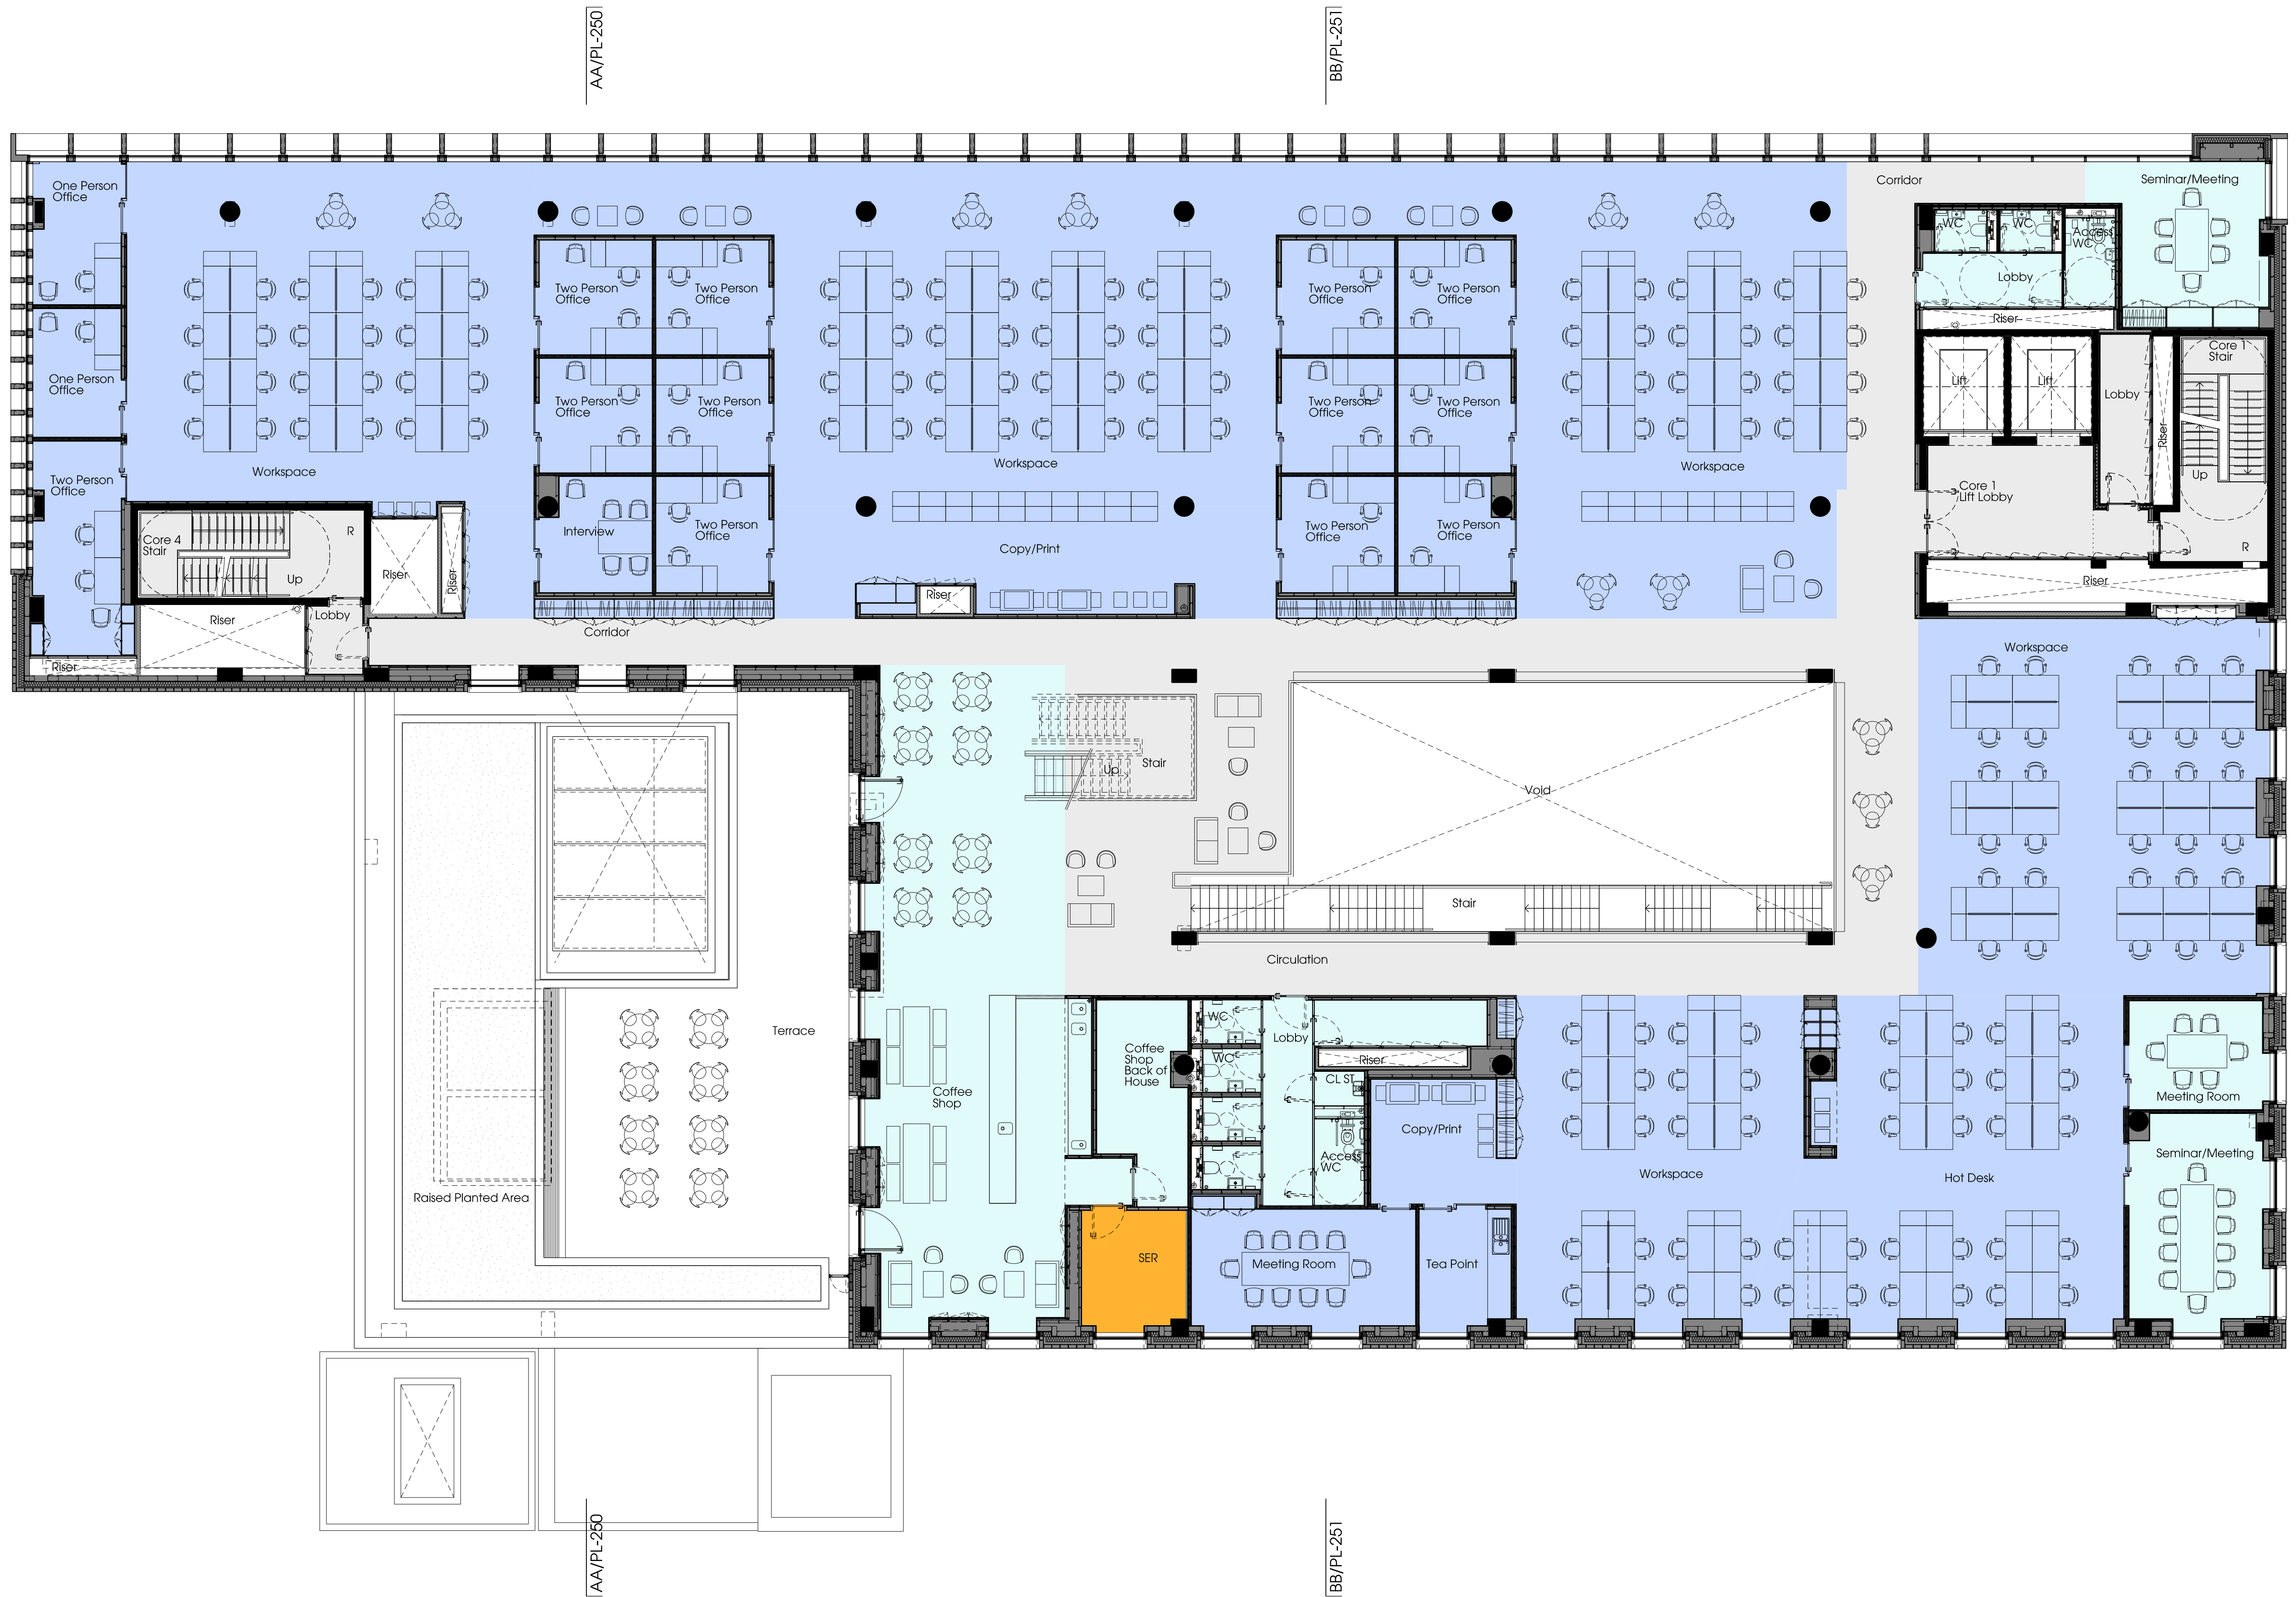 AA/PL-250
BB/PL-251
One Person
Office
Corridor
Seminar/Meeting
WC
WC
Access
WC
Lobby
Two Person
Office
Two Person
Office
Two Person
Office
Two Person
Office
Riser
One Person
Office
Core 1
Stair
Lift
Lift
Lobby
Riser
Two Person
Office
Two Person
Office
Two Person
Office
Two Person
Office
Workspace
Workspace
Workspace
Up
Two Person
Office
Core 1
Lift Lobby
Core 4
Stair
R
Up
Riser
Riser
Interview
Two Person
Office
Copy/Print
Two Person
Office
Two Person
Office
R
Riser
Riser
Riser
Lobby
Corridor
Riser
Workspace
Up
Stair
Void
Stair
Circulation
Terrace
Coffee
Shop
Coffee
Shop
Back of
House
WC
WC
Lobby
Riser
CL ST
Access
WC
Copy/Print
Meeting Room
Seminar/Meeting
Workspace
Hot Desk
Raised Planted Area
SER
Meeting Room
Tea Point
AA/PL-250
BB/PL-251